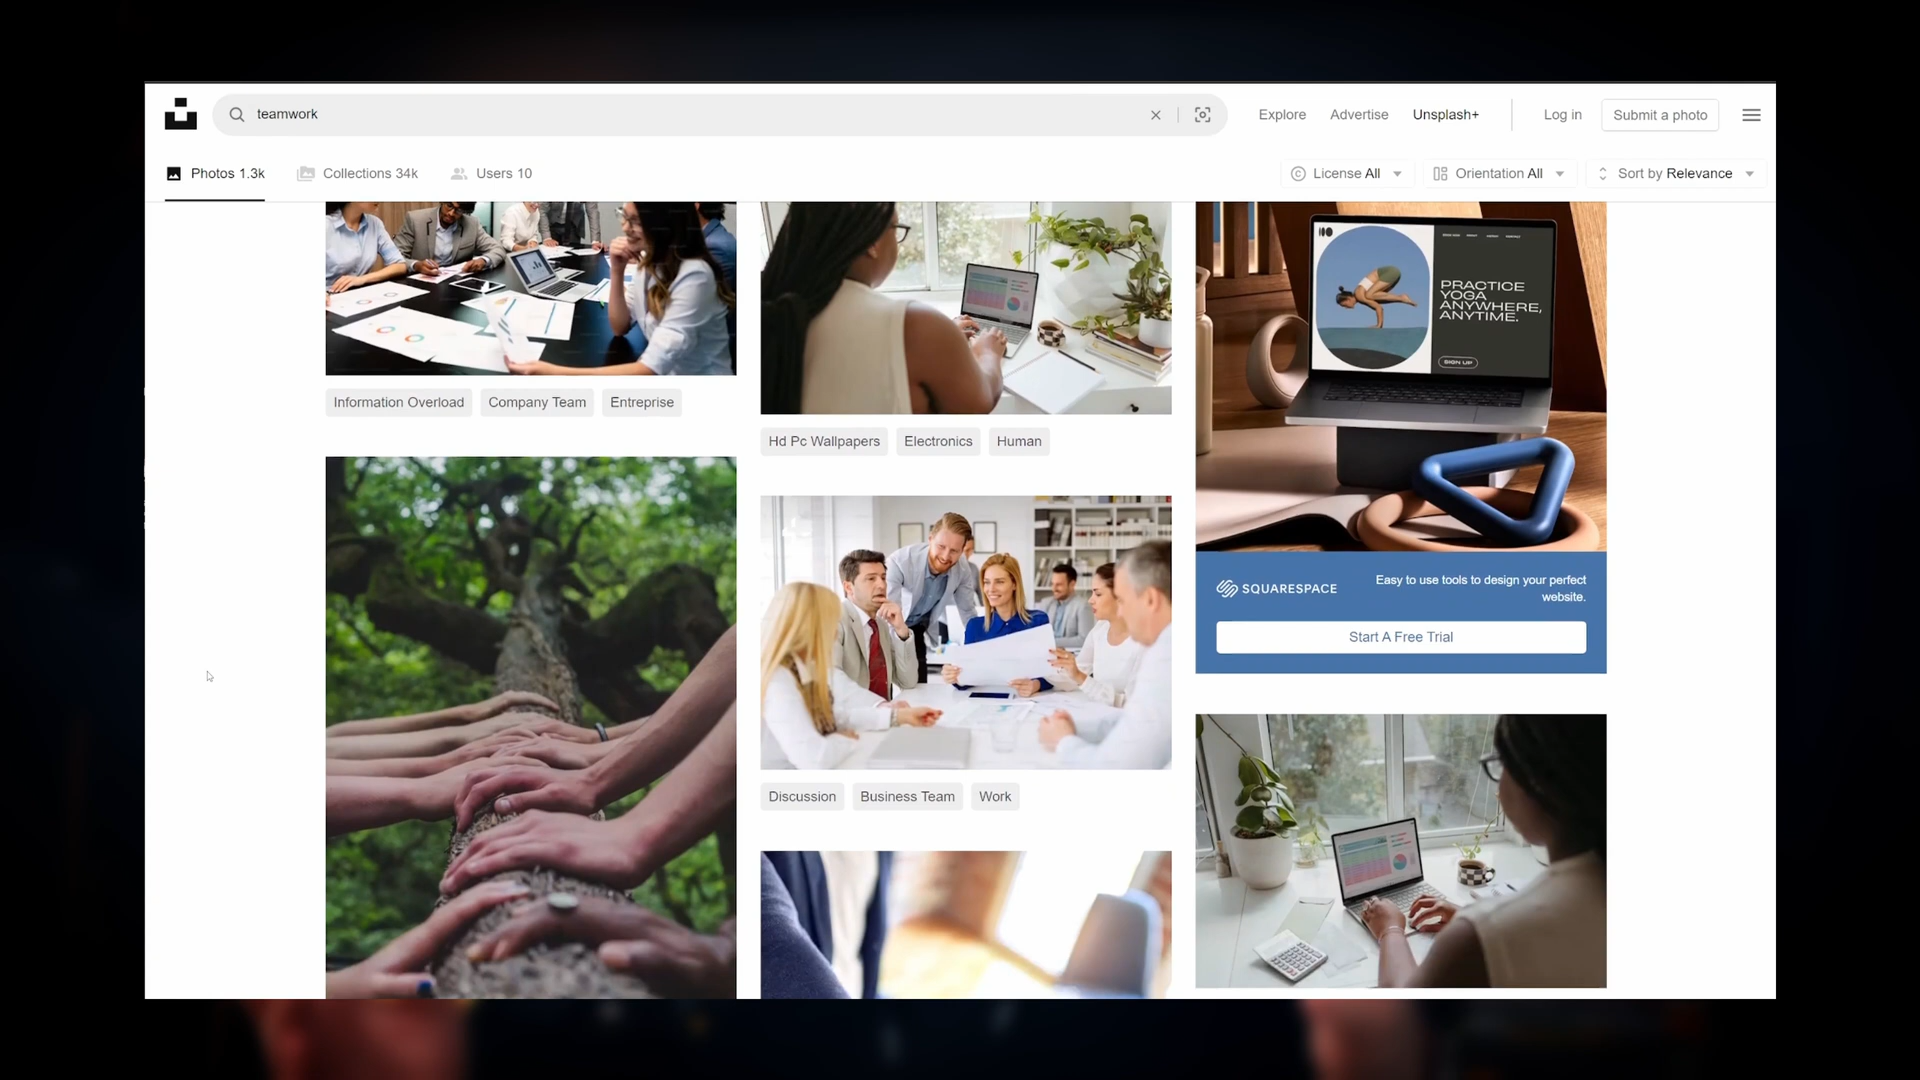 teamwork
Explore
Advertise
Unsplash+
Log in
Submit a photo
Photos 1.3k
Collections 34k
Users 10
License All
Orientation All
Sort by Relevance
Information Overload
Company Team
Entreprise
Hd Pc Wallpapers
Electronics
Human
PRACTICE
YOGA
ANYWHERE,
ANYTIME.
SIGN UP
SQUARESPACE
Easy to use tools to design your perfect
website.
Start A Free Trial
Discussion
Business Team
Work